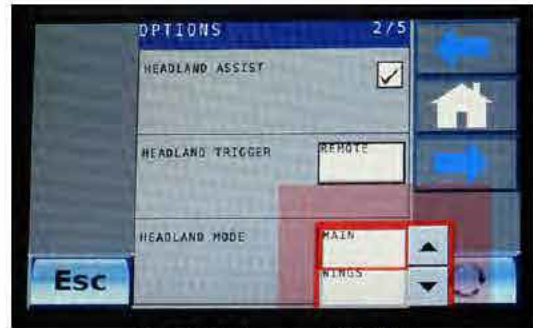 OPTIONS 2/5
HEADLAND ASSIST
HEADLAND TRIGGER REMOTE
HEADLAND MODE MAIN
WINGS
Esc